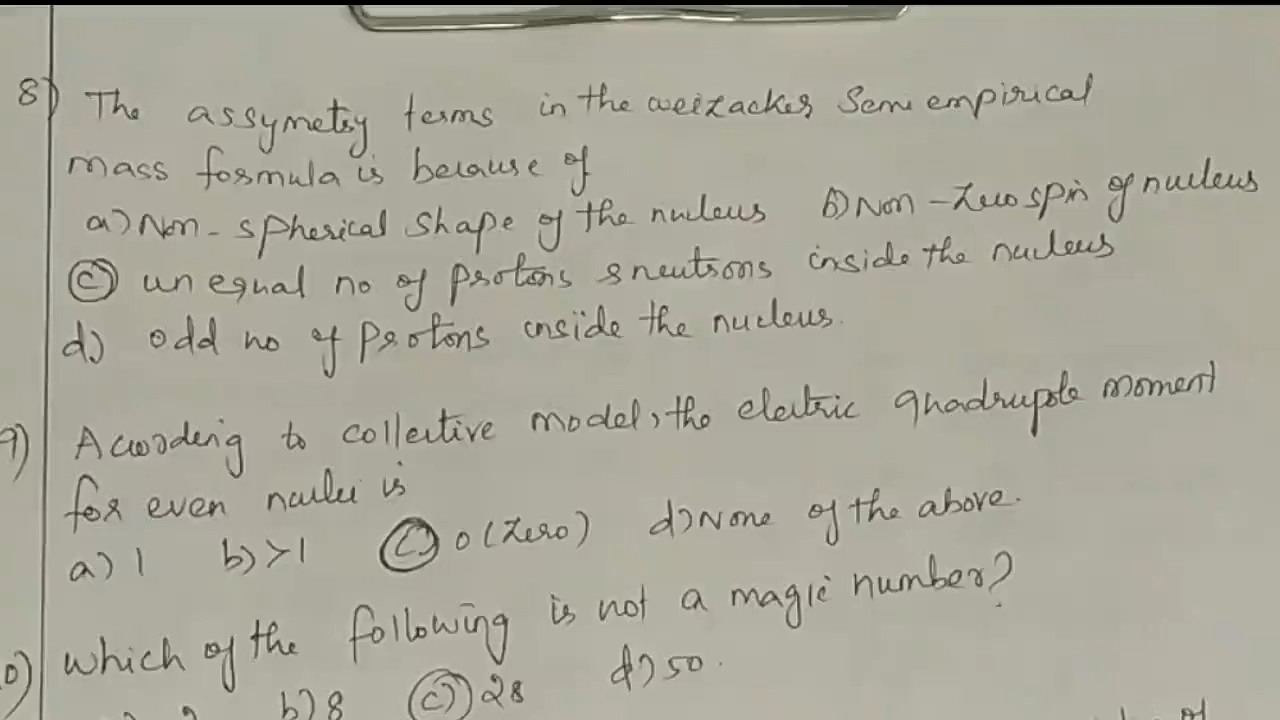 8) The assymetry terms in the weizacker Semi empirical
mass formula is because of
a) Non - spherical shape of the nucleus b) Non - Zero spin of nucleus
c) un equal no of protons & neutrons inside the nucleus
d) odd no of Protons inside the nucleus.
9) According to collective model, the electric quadrupole moment
for even nuclei is
a) 1 b) >1 c) 0 (Zero) d) None of the above.
which of the following is not a magic number?
b) 8 c) 28 d) 50.
of